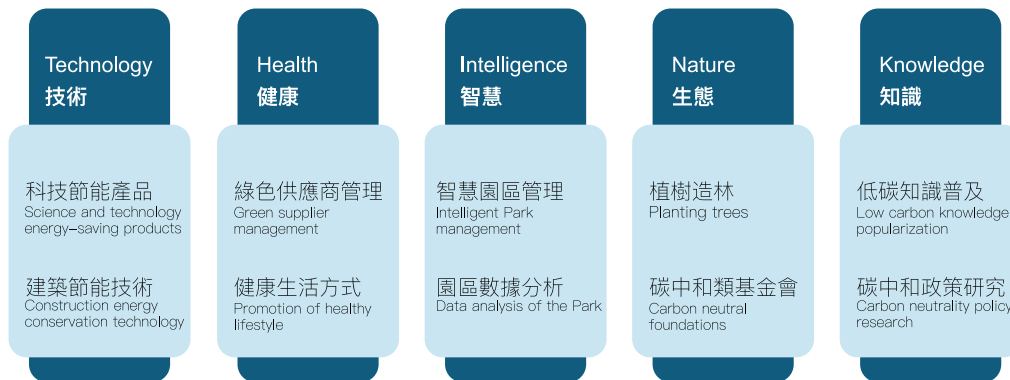 Technology
技術
科技節能產品
Science and technology
energy-saving products
建築節能技術
Construction energy
conservation technology
Health
健康
綠色供應商管理
Green supplier
management
健康生活方式
Promotion of healthy
lifestyle
Intelligence
智慧
智慧園區管理
Intelligent Park
management
園區數據分析
Data analysis of the Park
Nature
生態
植樹造林
Planting trees
碳中和類基金會
Carbon neutral
foundations
Knowledge
知識
低碳知識普及
Low carbon knowledge
popularization
碳中和政策研究
Carbon neutrality policy
research